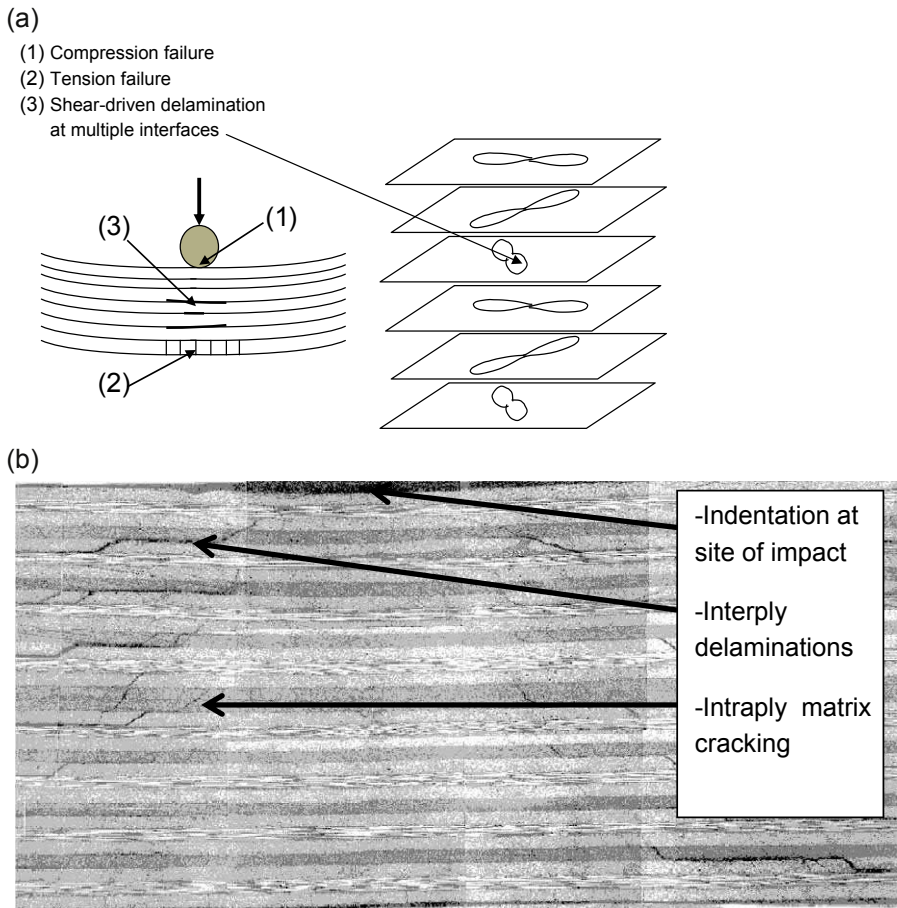 (a)
(1) Compression failure
(2) Tension failure
(3) Shear-driven delamination
at multiple interfaces
(1)
(3)
(2)
(b)
-Indentation at
site of impact
-Interply
delaminations
-Intraply matrix
cracking